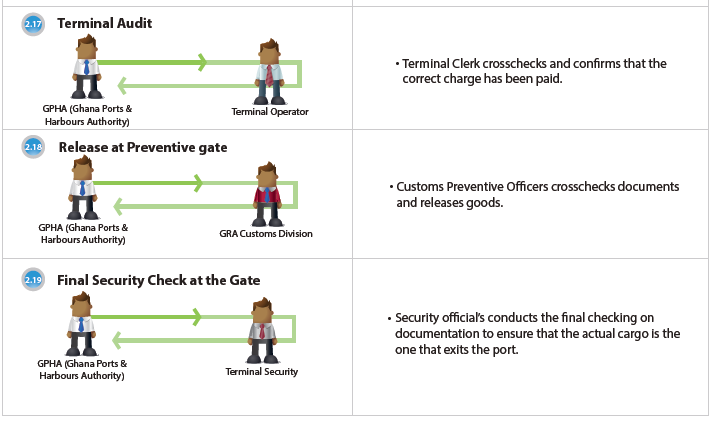 2.17 Terminal Audit
GPHA (Ghana Ports &
Harbours Authority)
Terminal Operator
• Terminal Clerk crosschecks and confirms that the
correct charge has been paid.
2.18 Release at Preventive gate
GPHA (Ghana Ports &
Harbours Authority)
GRA Customs Division
• Customs Preventive Officers crosschecks documents
and releases goods.
2.19 Final Security Check at the Gate
GPHA (Ghana Ports &
Harbours Authority)
Terminal Security
• Security official's conducts the final checking on
documentation to ensure that the actual cargo is the
one that exits the port.